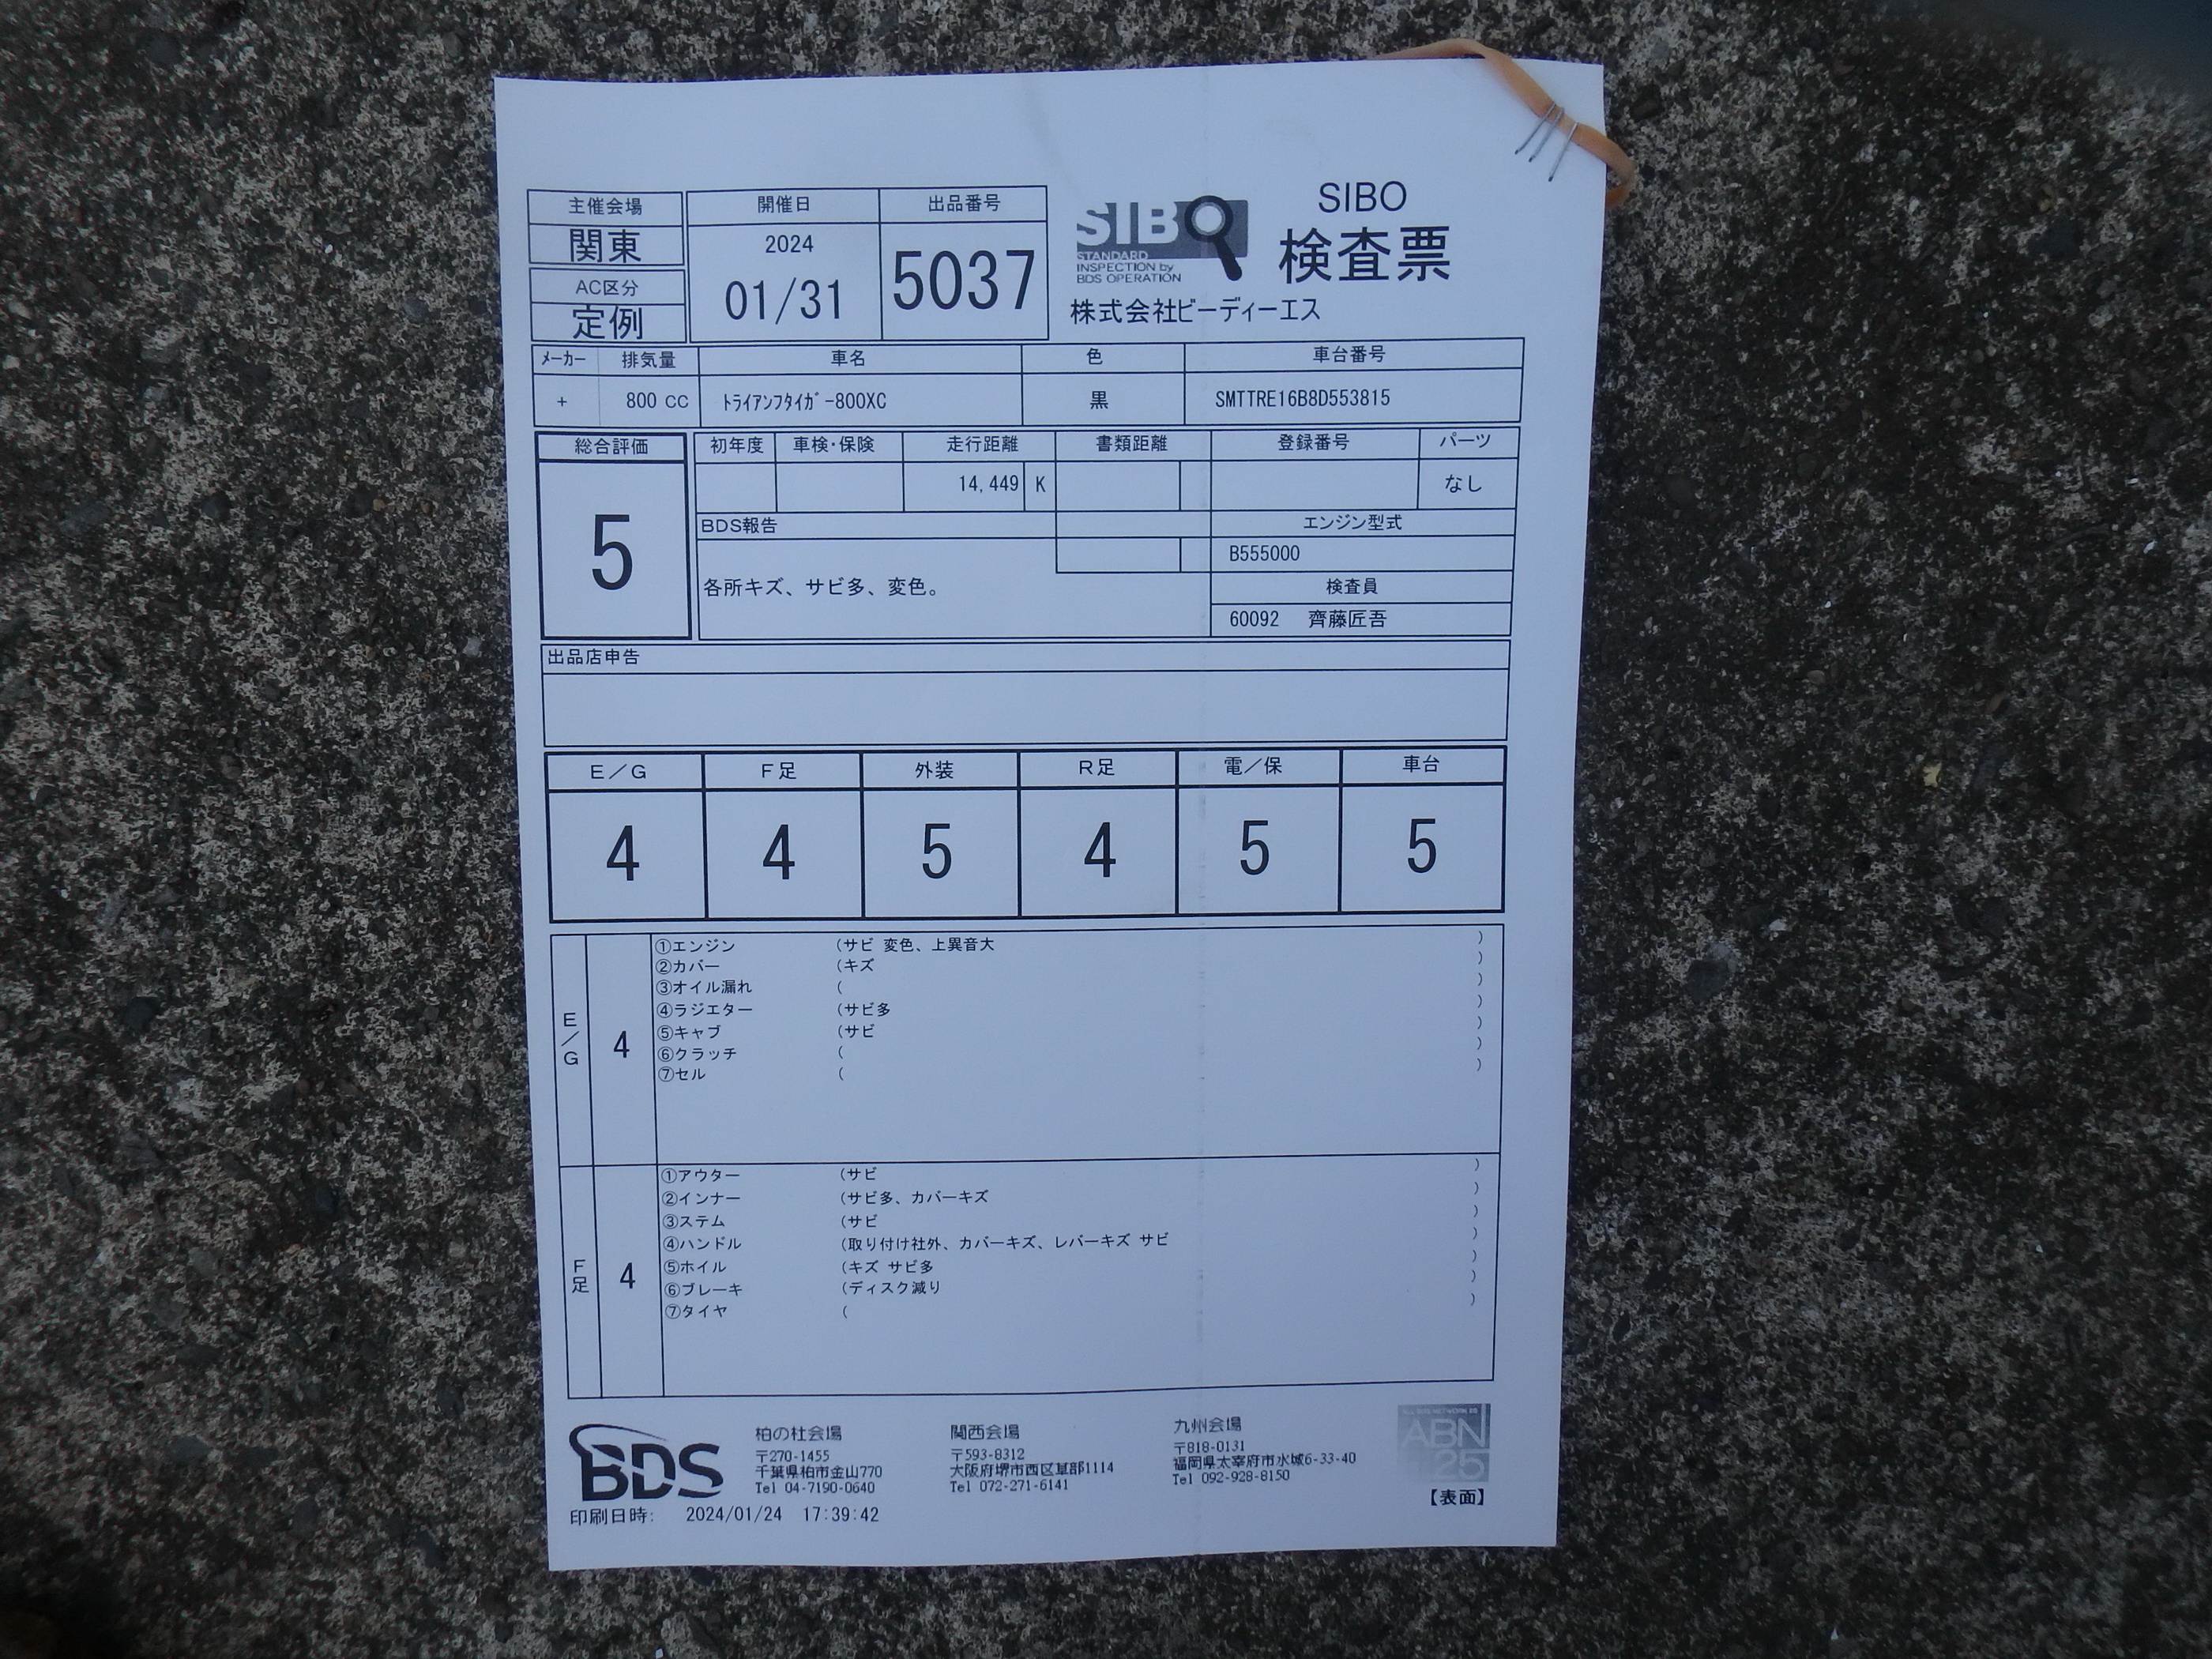 主催会場
関東
AC区分
定例
開催日
2024
01/31
出品番号
5037
SIBO
STANDARD
INSPECTION by
BDS OPERATION
SIBO
検査票
株式会社ビーディーエス
ﾒｰｶｰ 排気量 車名 色 車台番号
+ 800 CC ﾄﾗｲｱﾝﾌﾀｲｶﾞｰ800XC 黒 SMTTRE16B8D553815
総合評価
5
初年度 車検・保険 走行距離 書類距離 登録番号 パーツ
14,449 K なし
BDS報告 エンジン型式
B555000
各所キズ、サビ多、変色。
検査員
60092 齊藤匠吾
出品店申告
E／G F足 外装 R足 電／保 車台
4 4 5 4 5 5
E／G
4
①エンジン (サビ 変色、上異音大 )
②カバー (キズ )
③オイル漏れ ( )
④ラジエター (サビ多 )
⑤キャブ (サビ )
⑥クラッチ ( )
⑦セル ( )
F足
4
①アウター (サビ )
②インナー (サビ多、カバーキズ )
③ステム (サビ )
④ハンドル (取り付け社外、カバーキズ、レバーキズ サビ )
⑤ホイル (キズ サビ多 )
⑥ブレーキ (ディスク減り )
⑦タイヤ ( )
BDS
柏の杜会場
〒270-1455
千葉県柏市金山770
Tel 04-7190-0640
関西会場
〒593-8312
大阪府堺市西区草部1114
Tel 072-271-6141
九州会場
〒818-0131
福岡県太宰府市水城6-33-40
Tel 092-928-8150
ABN
25
【表面】
印刷日時: 2024/01/24 17:39:42